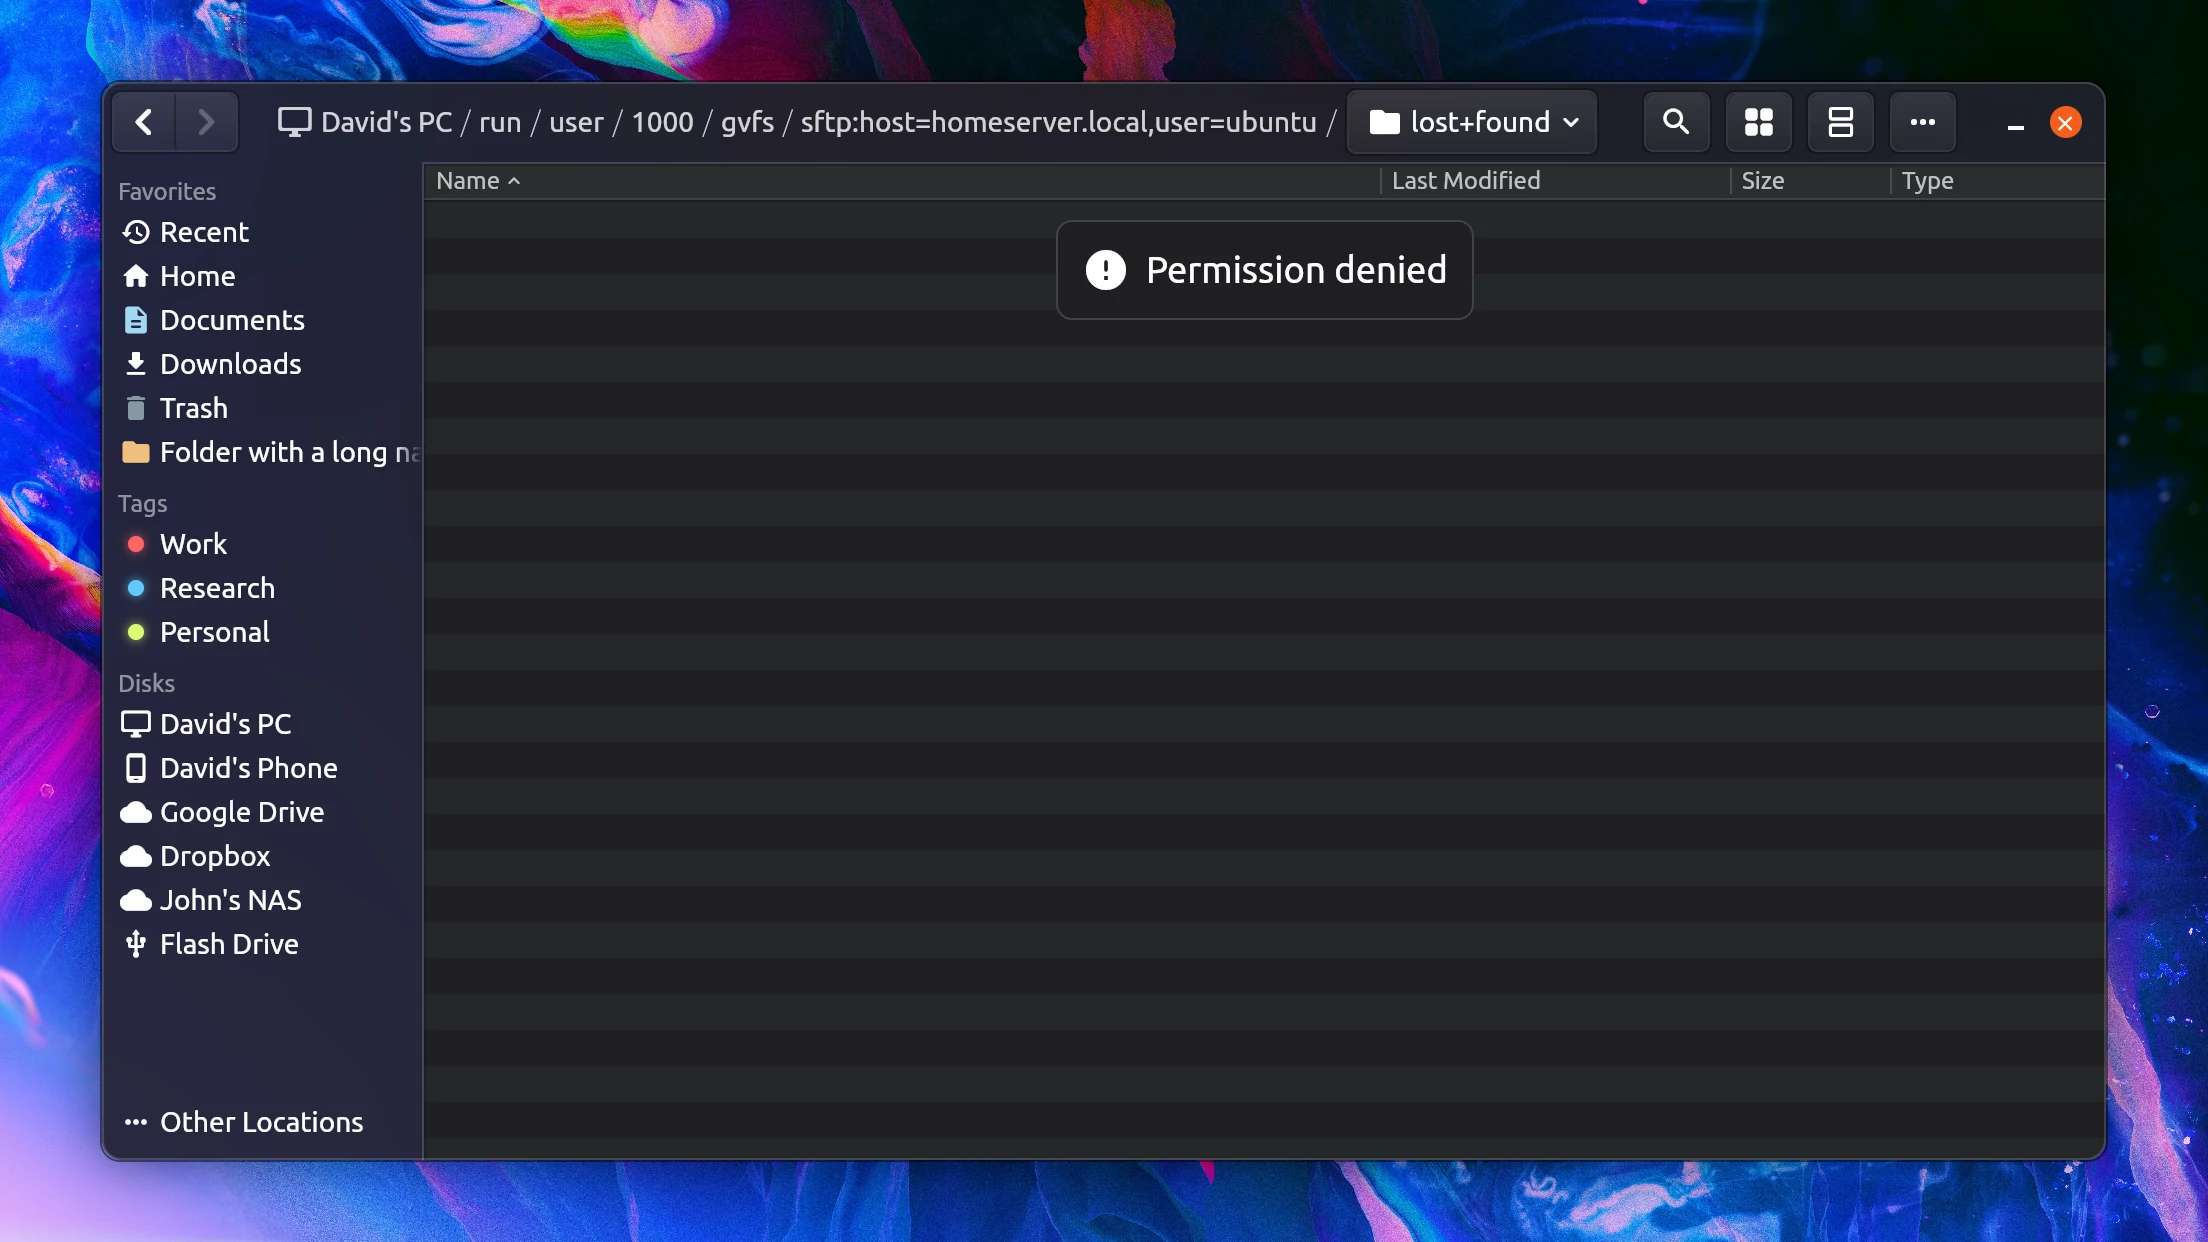 David's PC / run / user / 1000 / gvfs / sftp:host=homeserver.local,user=ubuntu / lost+found
Name Last Modified Size Type
Permission denied
Favorites
Recent
Home
Documents
Downloads
Trash
Folder with a long na
Tags
Work
Research
Personal
Disks
David's PC
David's Phone
Google Drive
Dropbox
John's NAS
Flash Drive
Other Locations